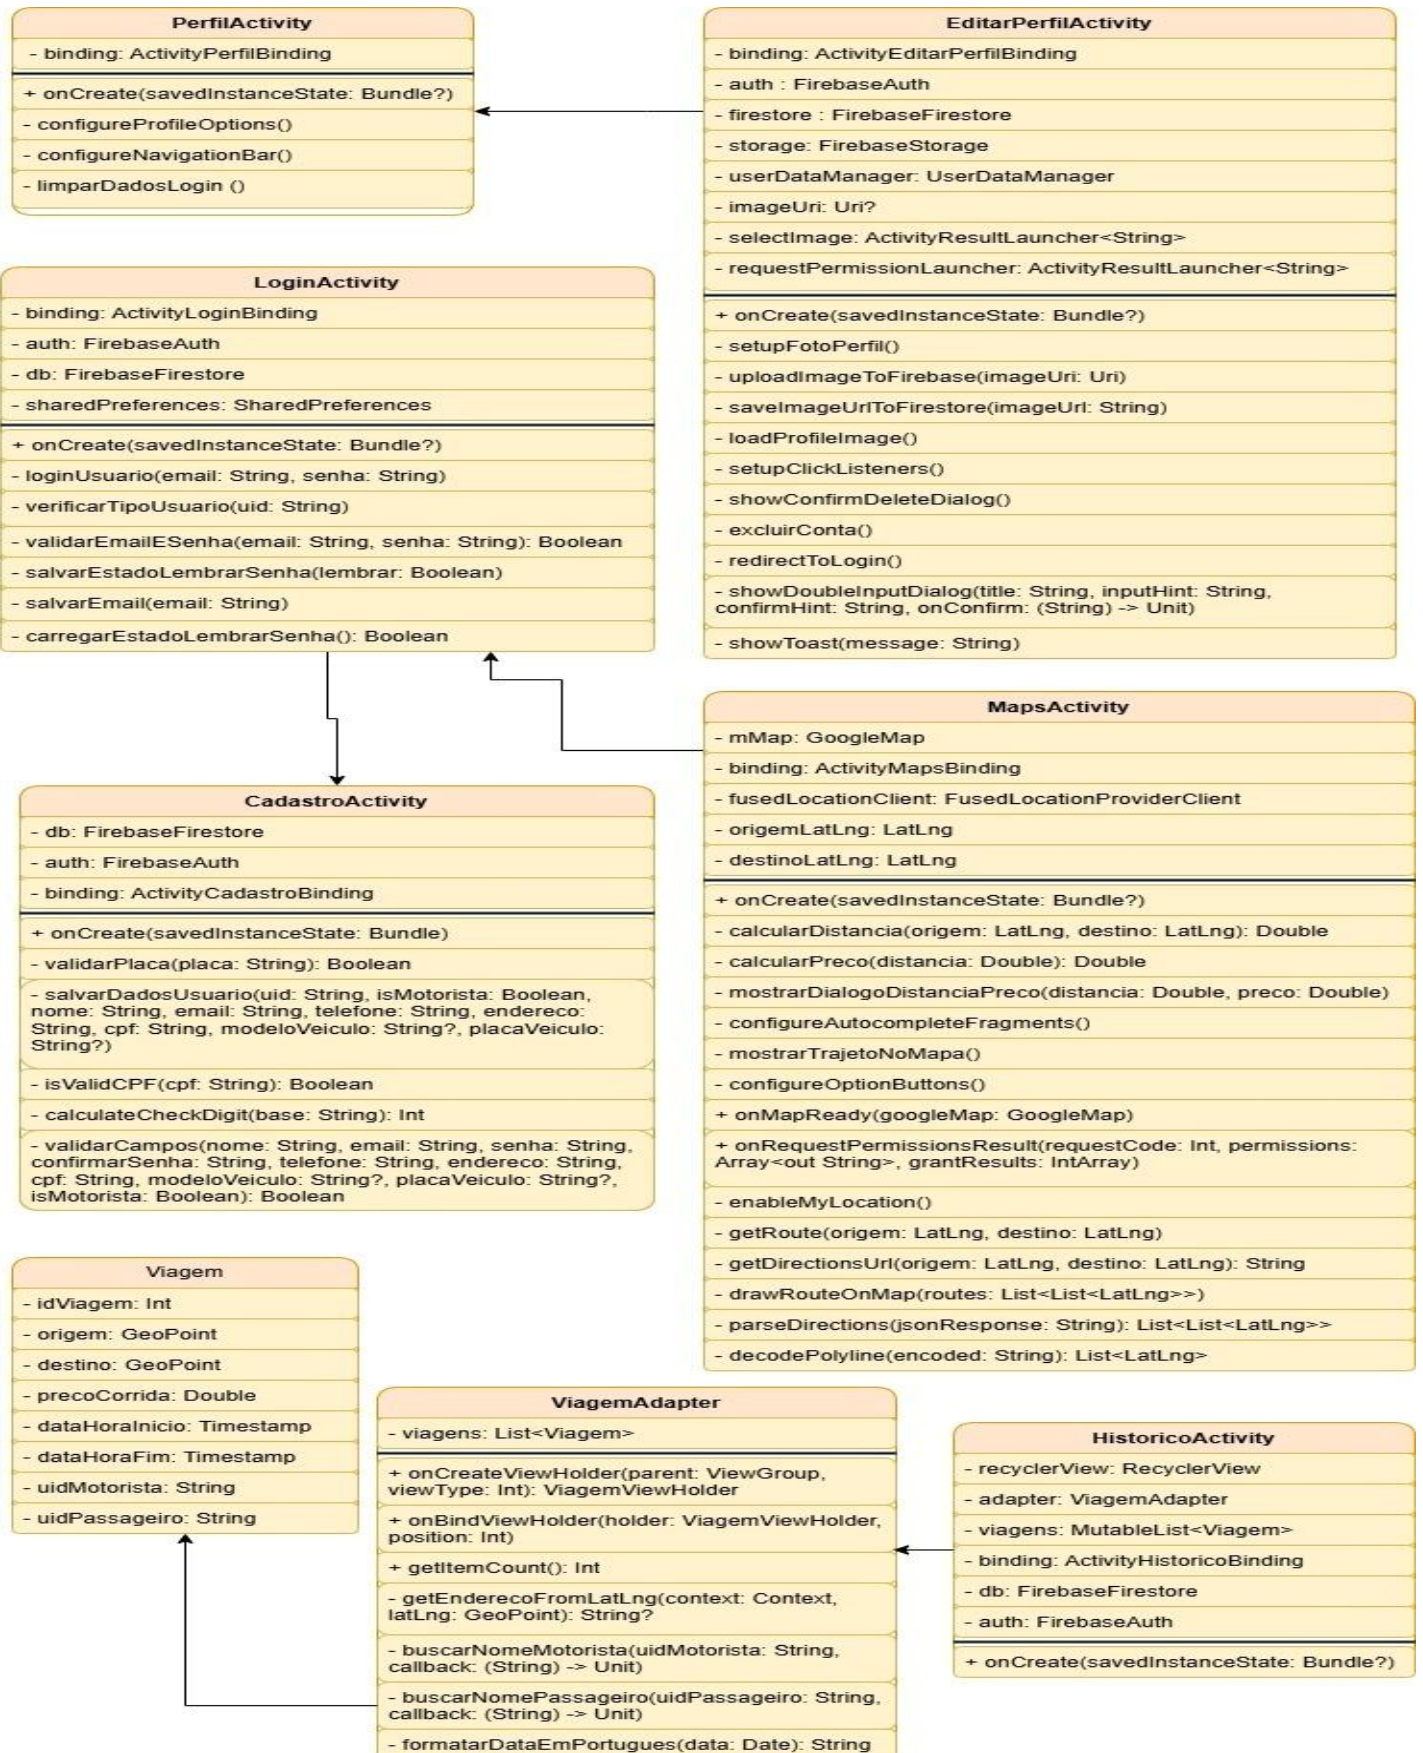 PerfilActivity
- binding: ActivityPerfilBinding
+ onCreate(savedInstanceState: Bundle?)
- configureProfileOptions()
- configureNavigationBar()
- limparDadosLogin ()
EditarPerfilActivity
- binding: ActivityEditarPerfilBinding
- auth : FirebaseAuth
- firestore : FirebaseFirestore
- storage: FirebaseStorage
- userDataManager: UserDataManager
- imageUri: Uri?
- selectImage: ActivityResultLauncher<String>
- requestPermissionLauncher: ActivityResultLauncher<String>
+ onCreate(savedInstanceState: Bundle?)
- setupFotoPerfil()
- uploadImageToFirebase(imageUri: Uri)
- saveImageUrlToFirestore(imageUrl: String)
- loadProfileImage()
- setupClickListeners()
- showConfirmDeleteDialog()
- excluirConta()
- redirectToLogin()
- showDoubleInputDialog(title: String, inputHint: String,
confirmHint: String, onConfirm: (String) -> Unit)
- showToast(message: String)
LoginActivity
- binding: ActivityLoginBinding
- auth: FirebaseAuth
- db: FirebaseFirestore
- sharedPreferences: SharedPreferences
+ onCreate(savedInstanceState: Bundle?)
- loginUsuario(email: String, senha: String)
- verificarTipoUsuario(uid: String)
- validarEmailESenha(email: String, senha: String): Boolean
- salvarEstadoLembrarSenha(lembrar: Boolean)
- salvarEmail(email: String)
- carregarEstadoLembrarSenha(): Boolean
MapsActivity
- mMap: GoogleMap
- binding: ActivityMapsBinding
- fusedLocationClient: FusedLocationProviderClient
- origemLatLng: LatLng
- destinoLatLng: LatLng
+ onCreate(savedInstanceState: Bundle?)
- calcularDistancia(origem: LatLng, destino: LatLng): Double
- calcularPreco(distancia: Double): Double
- mostrarDialogoDistanciaPreco(distancia: Double, preco: Double)
- configureAutocompleteFragments()
- mostrarTrajetoNoMapa()
- configureOptionButtons()
+ onMapReady(googleMap: GoogleMap)
+ onRequestPermissionsResult(requestCode: Int, permissions:
Array<out String>, grantResults: IntArray)
- enableMyLocation()
- getRoute(origem: LatLng, destino: LatLng)
- getDirectionsUrl(origem: LatLng, destino: LatLng): String
- drawRouteOnMap(routes: List<List<LatLng>>)
- parseDirections(jsonResponse: String): List<List<LatLng>>
- decodePolyline(encoded: String): List<LatLng>
CadastroActivity
- db: FirebaseFirestore
- auth: FirebaseAuth
- binding: ActivityCadastroBinding
+ onCreate(savedInstanceState: Bundle)
- validarPlaca(placa: String): Boolean
- salvarDadosUsuario(uid: String, isMotorista: Boolean,
nome: String, email: String, telefone: String, endereco:
String, cpf: String, modeloVeiculo: String?, placaVeiculo:
String?)
- isValidCPF(cpf: String): Boolean
- calculateCheckDigit(base: String): Int
- validarCampos(nome: String, email: String, senha: String,
confirmarSenha: String, telefone: String, endereco: String,
cpf: String, modeloVeiculo: String?, placaVeiculo: String?,
isMotorista: Boolean): Boolean
Viagem
- idViagem: Int
- origem: GeoPoint
- destino: GeoPoint
- precoCorrida: Double
- dataHoraInicio: Timestamp
- dataHoraFim: Timestamp
- uidMotorista: String
- uidPassageiro: String
ViagemAdapter
- viagens: List<Viagem>
+ onCreateViewHolder(parent: ViewGroup,
viewType: Int): ViagemViewHolder
+ onBindViewHolder(holder: ViagemViewHolder,
position: Int)
+ getItemCount(): Int
- getEnderecoFromLatLng(context: Context,
latLng: GeoPoint): String?
- buscarNomeMotorista(uidMotorista: String,
callback: (String) -> Unit)
- buscarNomePassageiro(uidPassageiro: String,
callback: (String) -> Unit)
- formatarDataEmPortugues(data: Date): String
HistoricoActivity
- recyclerView: RecyclerView
- adapter: ViagemAdapter
- viagens: MutableList<Viagem>
- binding: ActivityHistoricoBinding
- db: FirebaseFirestore
- auth: FirebaseAuth
+ onCreate(savedInstanceState: Bundle?)